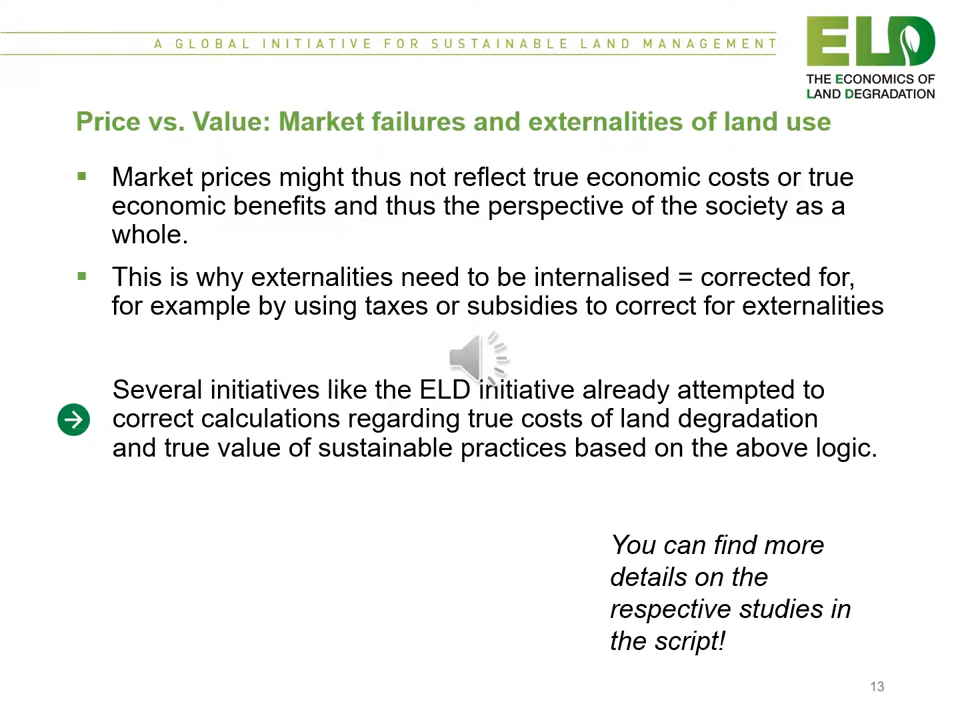 A GLOBAL INITIATIVE FOR SUSTAINABLE LAND MANAGEMENT
ELD
THE ECONOMICS OF
LAND DEGRADATION
Price vs. Value: Market failures and externalities of land use
Market prices might thus not reflect true economic costs or true
economic benefits and thus the perspective of the society as a
whole.
This is why externalities need to be internalised = corrected for,
for example by using taxes or subsidies to correct for externalities
Several initiatives like the ELD initiative already attempted to
correct calculations regarding true costs of land degradation
and true value of sustainable practices based on the above logic.
You can find more
details on the
respective studies in
the script!
13